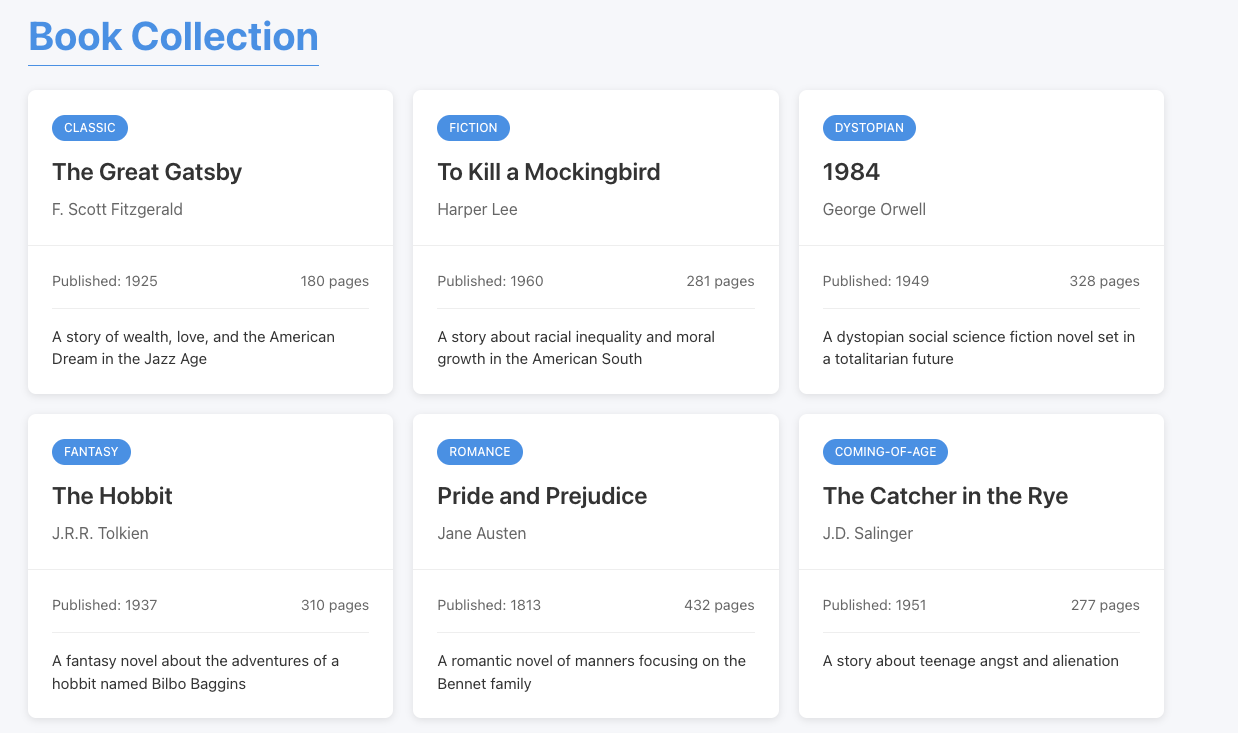 Book Collection
CLASSIC
The Great Gatsby
F. Scott Fitzgerald
Published: 1925 180 pages
A story of wealth, love, and the American
Dream in the Jazz Age
FICTION
To Kill a Mockingbird
Harper Lee
Published: 1960 281 pages
A story about racial inequality and moral
growth in the American South
DYSTOPIAN
1984
George Orwell
Published: 1949 328 pages
A dystopian social science fiction novel set in
a totalitarian future
FANTASY
The Hobbit
J.R.R. Tolkien
Published: 1937 310 pages
A fantasy novel about the adventures of a
hobbit named Bilbo Baggins
ROMANCE
Pride and Prejudice
Jane Austen
Published: 1813 432 pages
A romantic novel of manners focusing on the
Bennet family
COMING-OF-AGE
The Catcher in the Rye
J.D. Salinger
Published: 1951 277 pages
A story about teenage angst and alienation